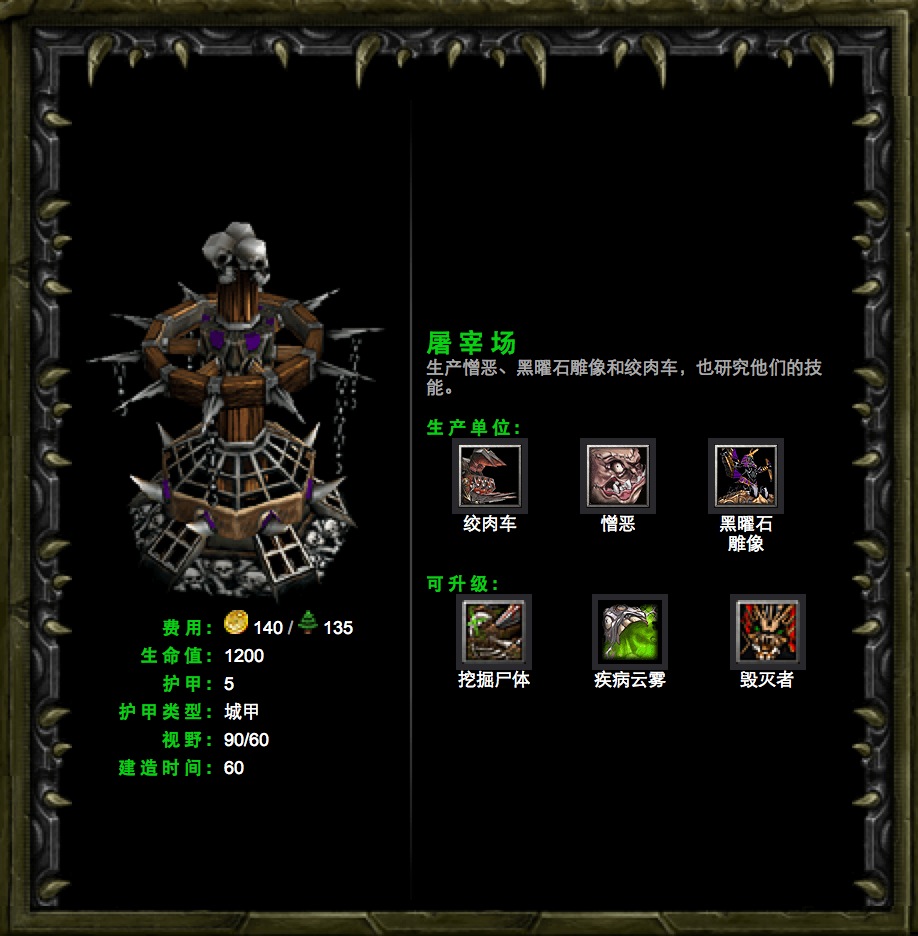 屠宰场
生产憎恶、黑曜石雕像和绞肉车，也研究他们的技
能。
生产单位：
绞肉车 憎恶 黑曜石
雕像
可升级：
挖掘尸体 疾病云雾 毁灭者
费用： 140 / 135
生命值：1200
护甲：5
护甲类型：城甲
视野：90/60
建造时间：60